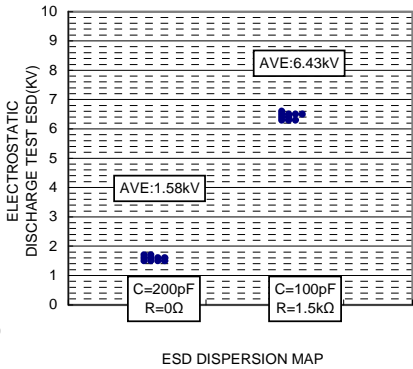 ELECTROSTATIC
DISCHARGE TEST ESD(KV)
10
9
8
7
6
5
4
3
2
1
0
AVE:6.43kV
AVE:1.58kV
C=200pF
R=0Ω
C=100pF
R=1.5kΩ
ESD DISPERSION MAP